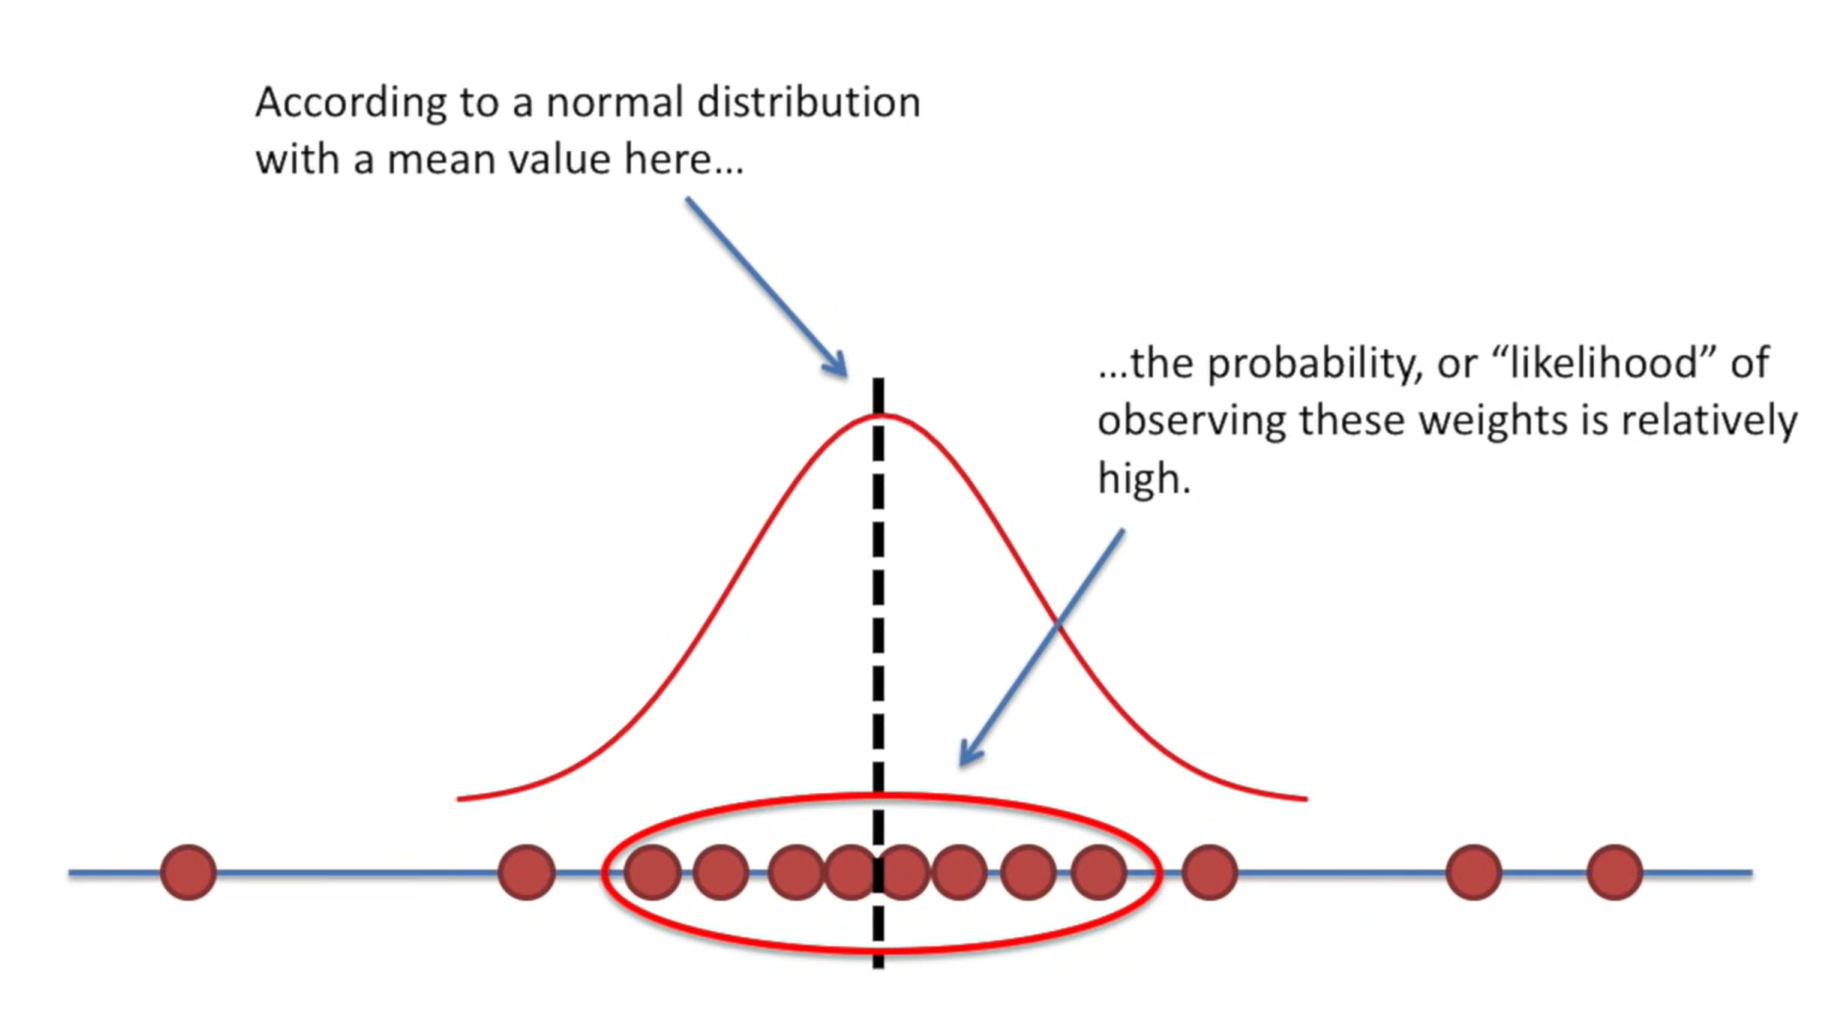 According to a normal distribution
with a mean value here...
...the probability, or “likelihood” of
observing these weights is relatively
high.